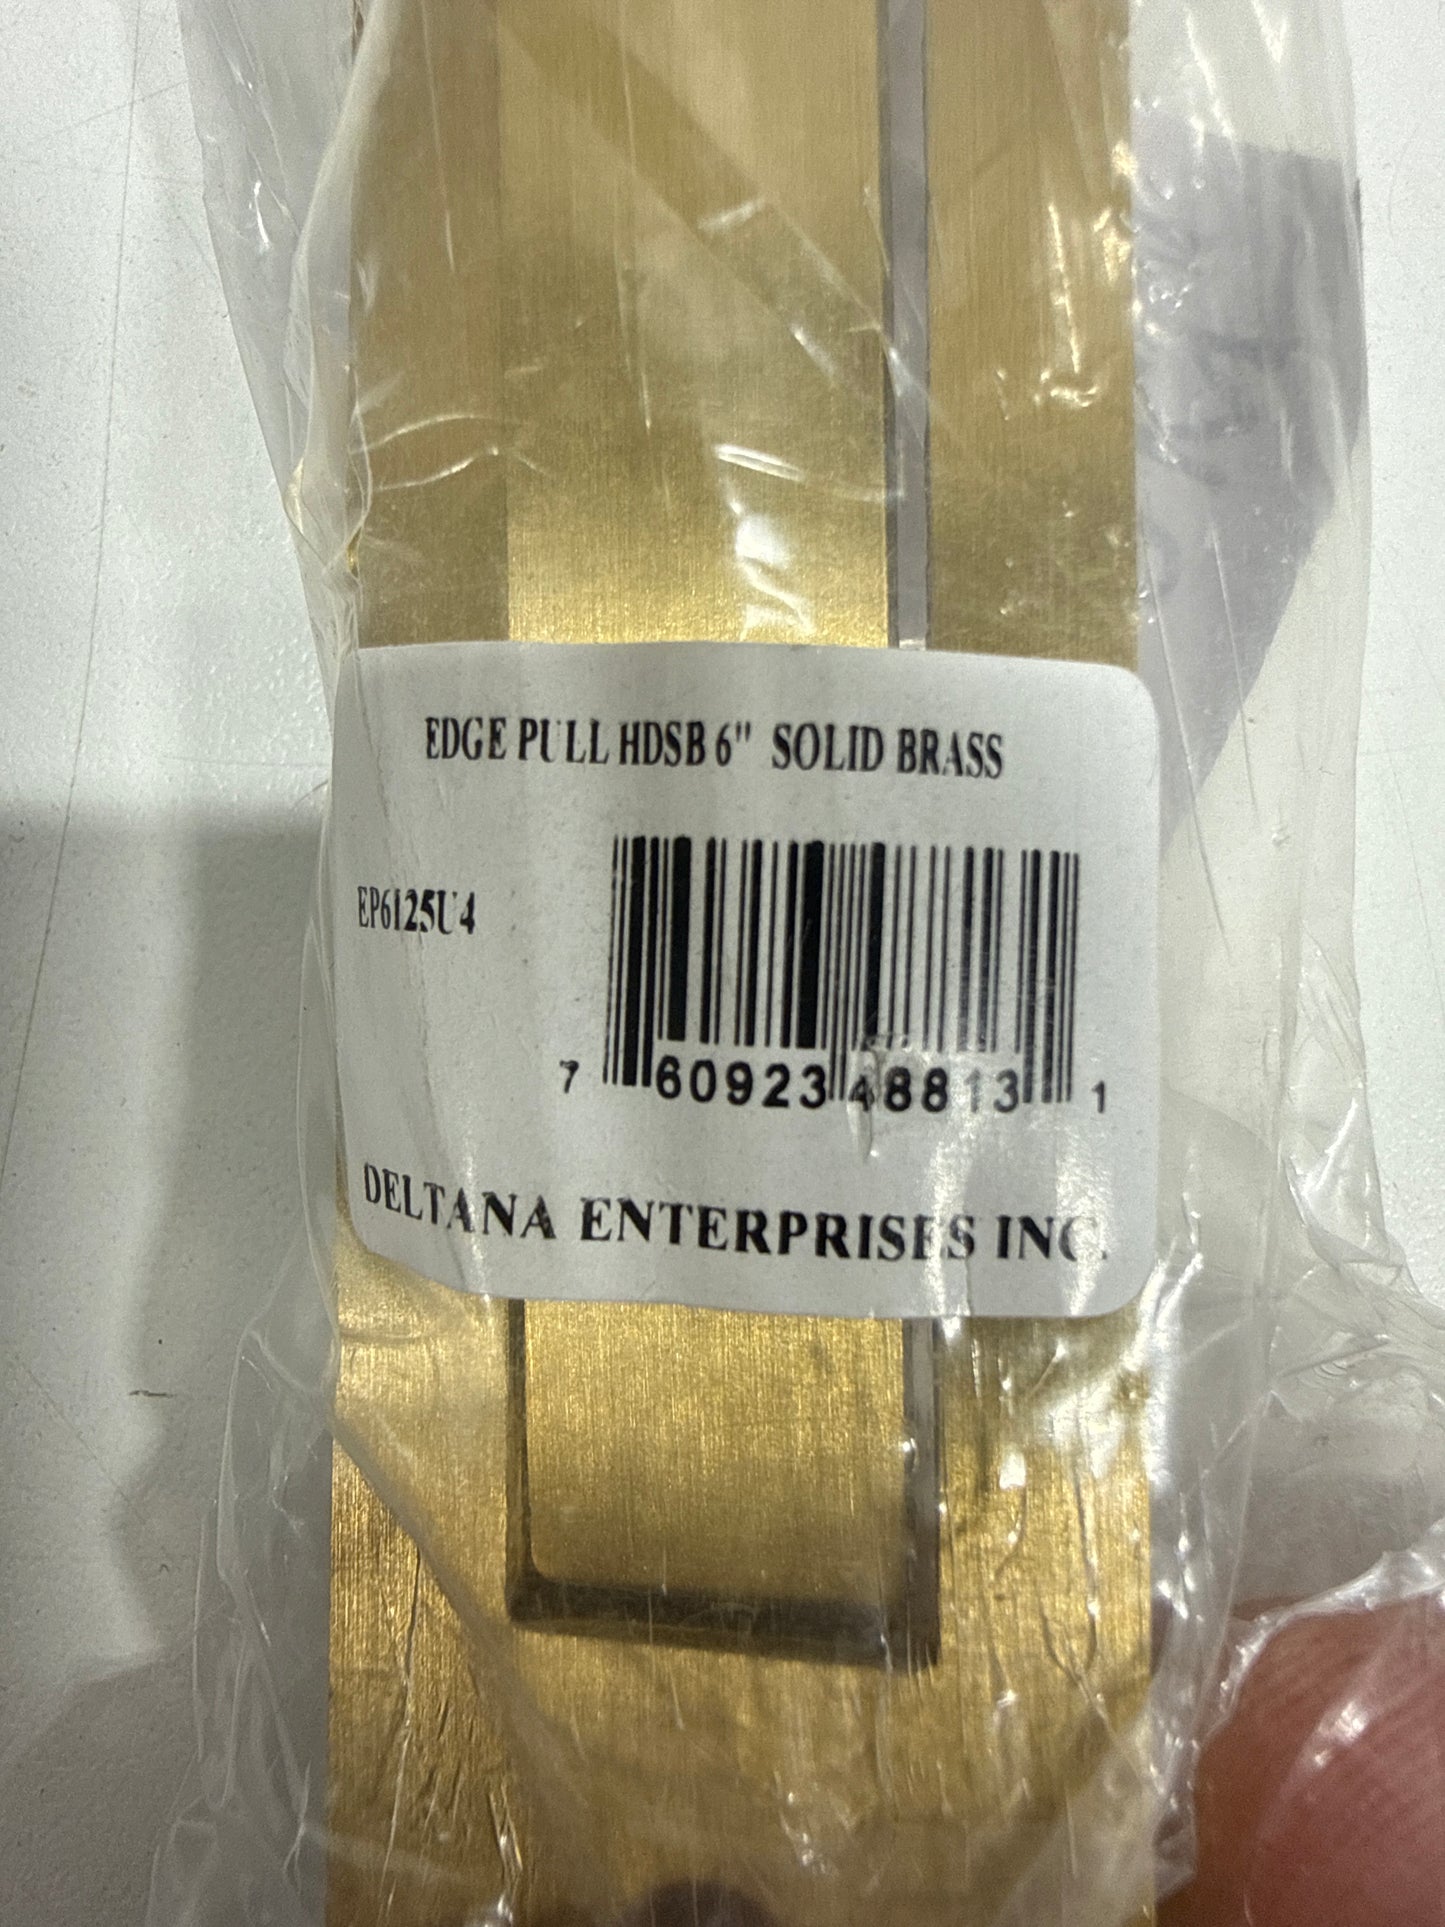 EDGE PULL HDSB 6" SOLID BRASS
EP6125U4
7 60923 48813 1
DELTANA ENTERPRISES INC.